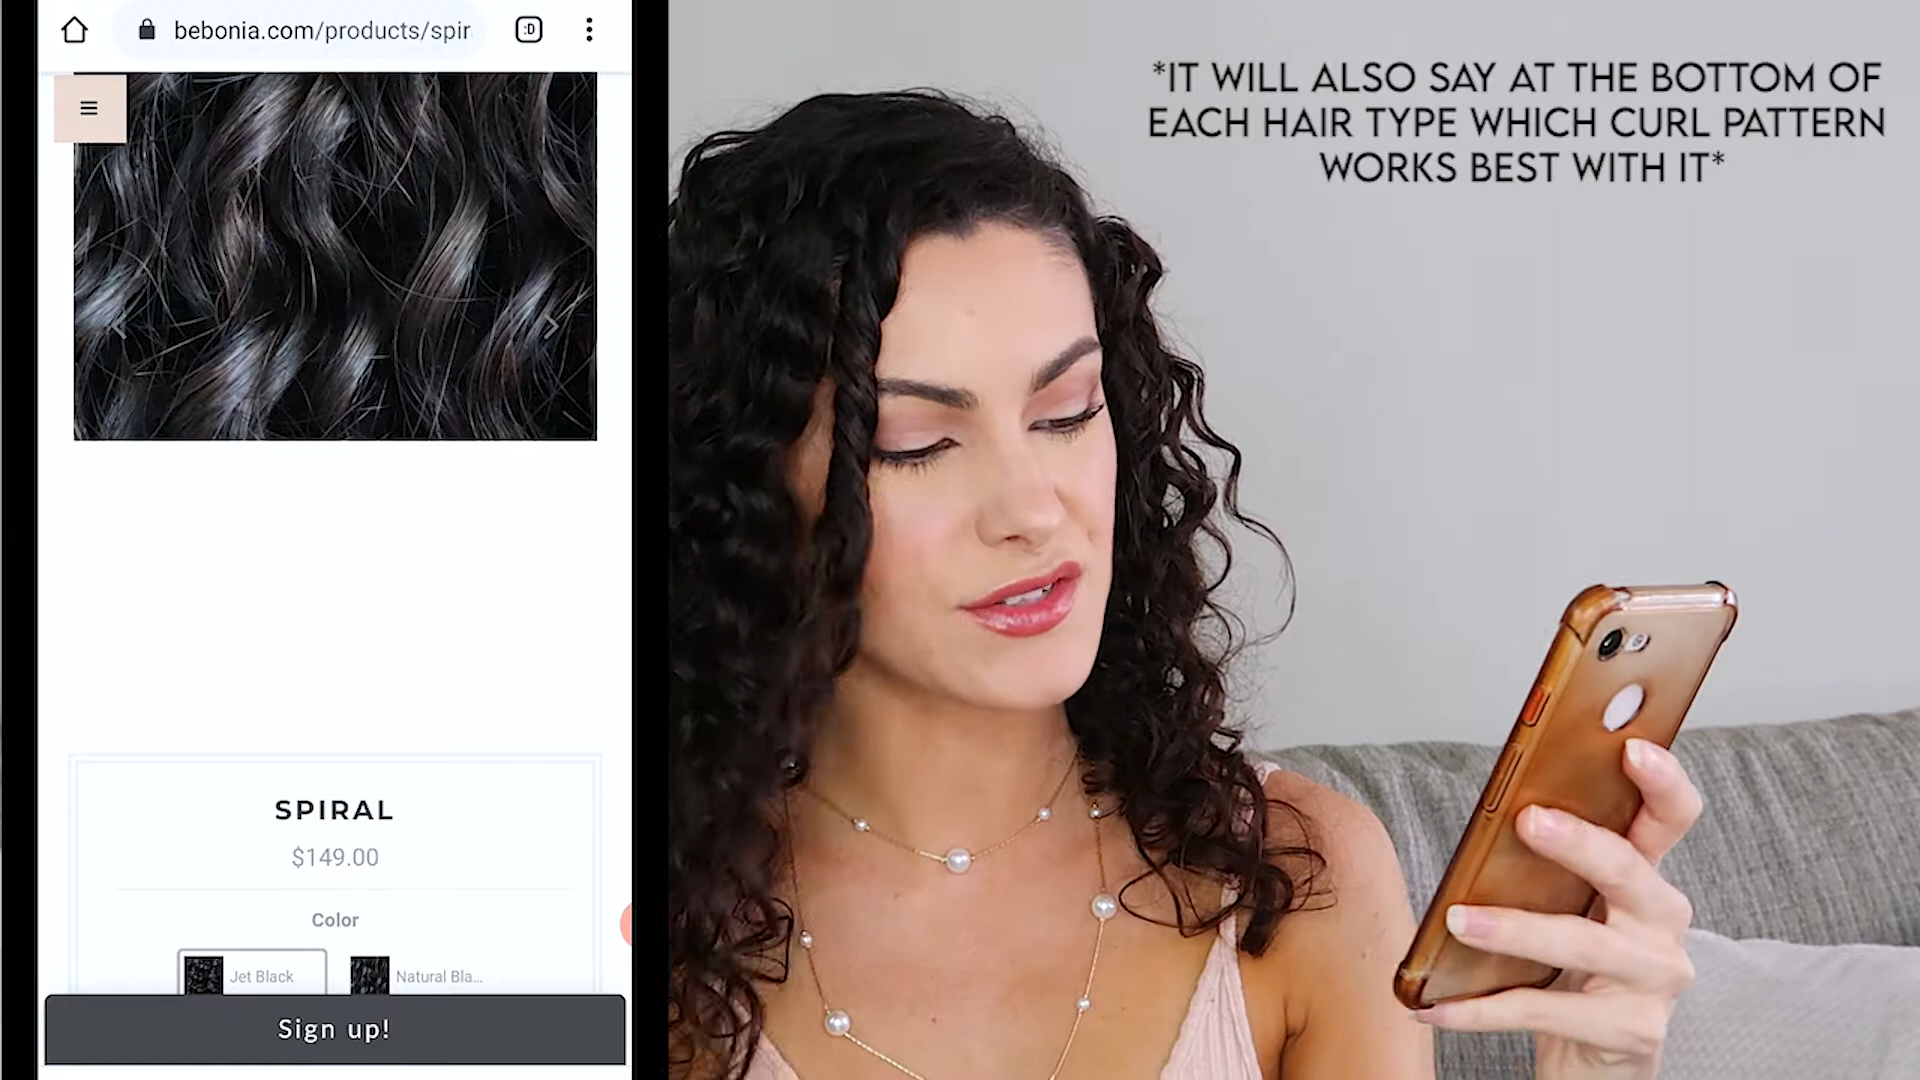 bebonia.com/products/spir
:D
SPIRAL
$149.00
Color
Jet Black
Natural Bla...
Sign up!
*IT WILL ALSO SAY AT THE BOTTOM OF
EACH HAIR TYPE WHICH CURL PATTERN
WORKS BEST WITH IT*